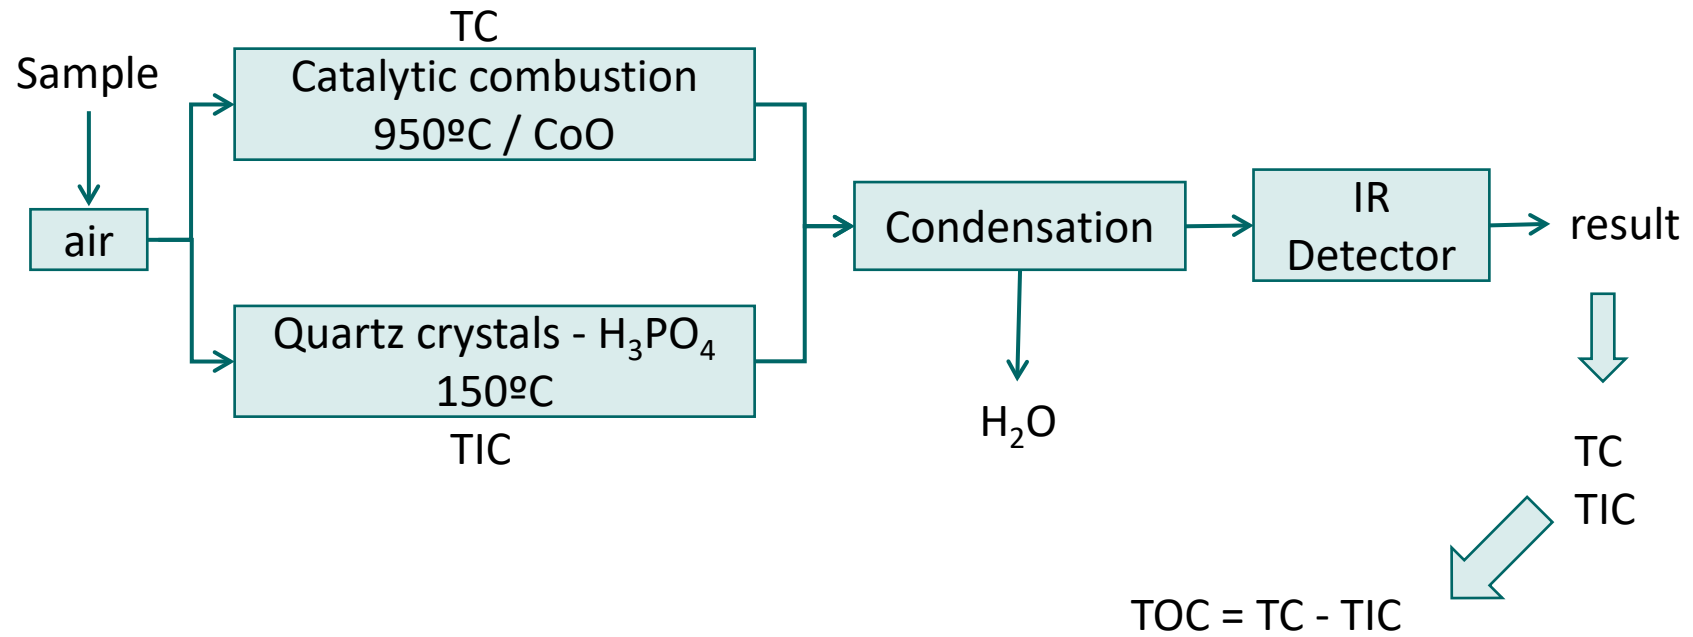 TC
Sample
Catalytic combustion
950ºC / CoO
air
Quartz crystals - H₃PO₄
150ºC
TIC
Condensation
H₂O
IR
Detector
result
TC
TIC
TOC = TC - TIC